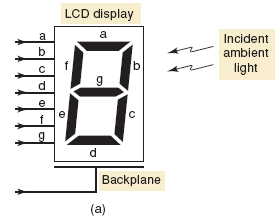 LCD display
a
b
c
d
e
f
g
a
f
b
g
e
c
d
Incident
ambient
light
Backplane
(a)